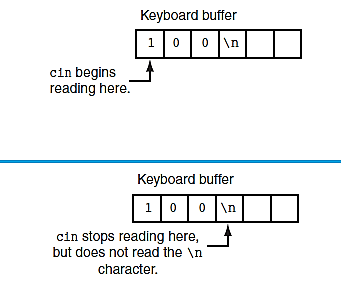 Keyboard buffer
1 0 0 \n
cin begins
reading here.
Keyboard buffer
1 0 0 \n
cin stops reading here,
but does not read the \n
character.